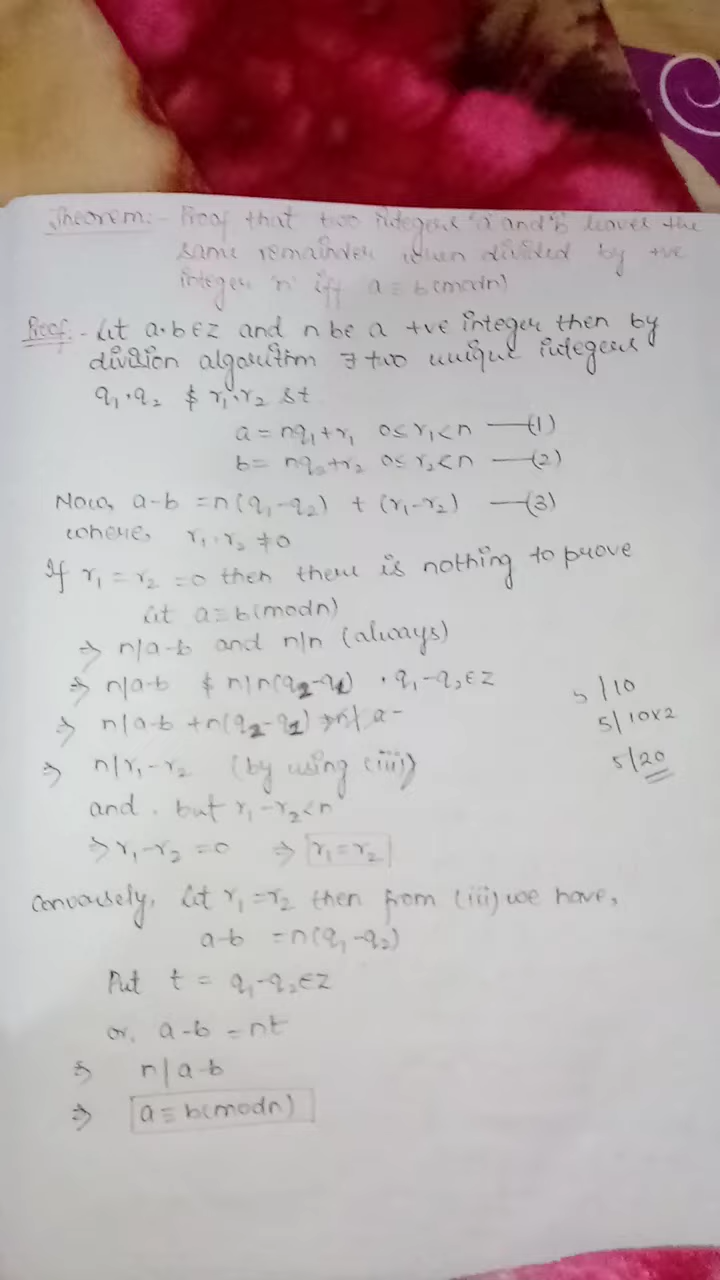 Theorem:- Proof that two integers 'a' and 'b' leaves the
same remainder when divided by +ve
integer 'n' iff a ≡ b(modn)
Proof:- Let a.b∈z and n be a +ve integer then by
division algorithm ∃ two unique integers
q₁.q₂ & r₁.r₂ st
a = nq₁+r₁ 0≤r₁<n —(1)
b = nq₂+r₂ 0≤r₂<n —(2)
Now, a-b = n(q₁-q₂) + (r₁-r₂) —(3)
where, r₁.r₂ ≠0
If r₁ = r₂ =0 then there is nothing to prove
Let a≡b(modn)
⇒ n/a-b and n/n (always)
⇒ n/a-b & n/n(q₂-q₁) . q₁-q₂∈Z
5/10
⇒ n/a-b +n(q₂-q₁) ⇒n/a-
5/10×2
⇒ n/r₁-r₂ (by using (iii))
5/20
and . but r₁-r₂<n
⇒ r₁-r₂ =0 ⇒ r₁=r₂
Conversely, Let r₁=r₂ then from (iii) we have,
a-b =n(q₁-q₂)
Put t = q₁-q₂∈Z
or, a-b = nt
⇒ n/a-b
⇒ a≡b(modn)